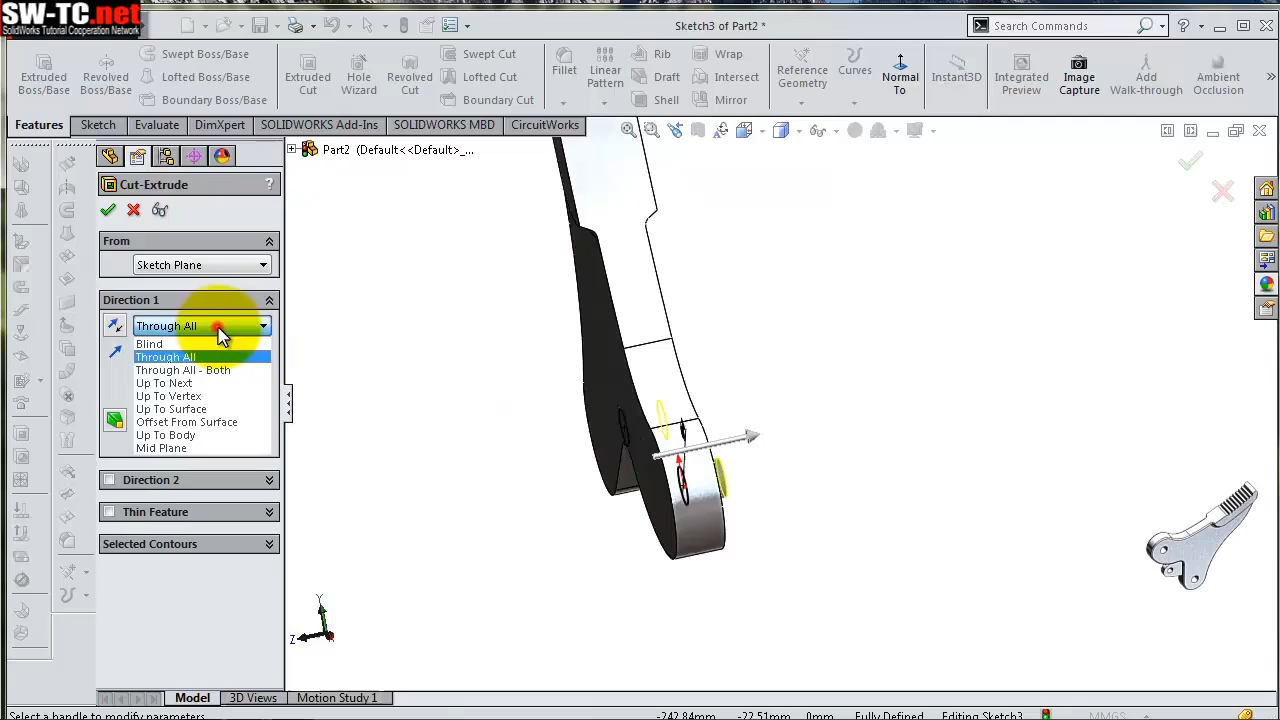 SW-TC.net
SolidWorks Tutorial Cooperation Network
Sketch3 of Part2*
Search Commands
Extruded Boss/Base
Revolved Boss/Base
Swept Boss/Base
Lofted Boss/Base
Boundary Boss/Base
Extruded Cut
Hole Wizard
Revolved Cut
Swept Cut
Lofted Cut
Boundary Cut
Fillet
Linear Pattern
Rib
Draft
Shell
Wrap
Intersect
Mirror
Reference Geometry
Curves
Normal To
Instant3D
Integrated Preview
Image Capture
Add Walk-through
Ambient Occlusion
Features
Sketch
Evaluate
DimXpert
SOLIDWORKS Add-Ins
SOLIDWORKS MBD
CircuitWorks
Part2 (Default<<Default>_...
Cut-Extrude
?
From
Sketch Plane
Direction 1
Through All
Blind
Through All
Through All - Both
Up To Next
Up To Vertex
Up To Surface
Offset From Surface
Up To Body
Mid Plane
Direction 2
Thin Feature
Selected Contours
Y
Z
Model
3D Views
Motion Study 1
Select a handle to modify parameters.
-242.84mm
-22.51mm
0mm
Fully Defined
Editing Sketch3
MMGS